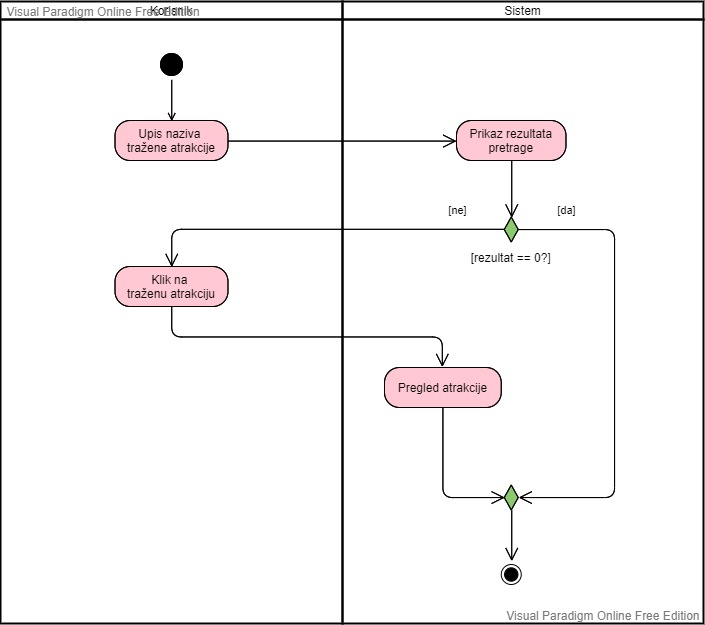 Visual Paradigm Online Free Edition
Korisnik
Sistem
Upis naziva
tražene atrakcije
Prikaz rezultata
pretrage
[ne]
[da]
[rezultat == 0?]
Klik na
traženu atrakciju
Pregled atrakcije
Visual Paradigm Online Free Edition